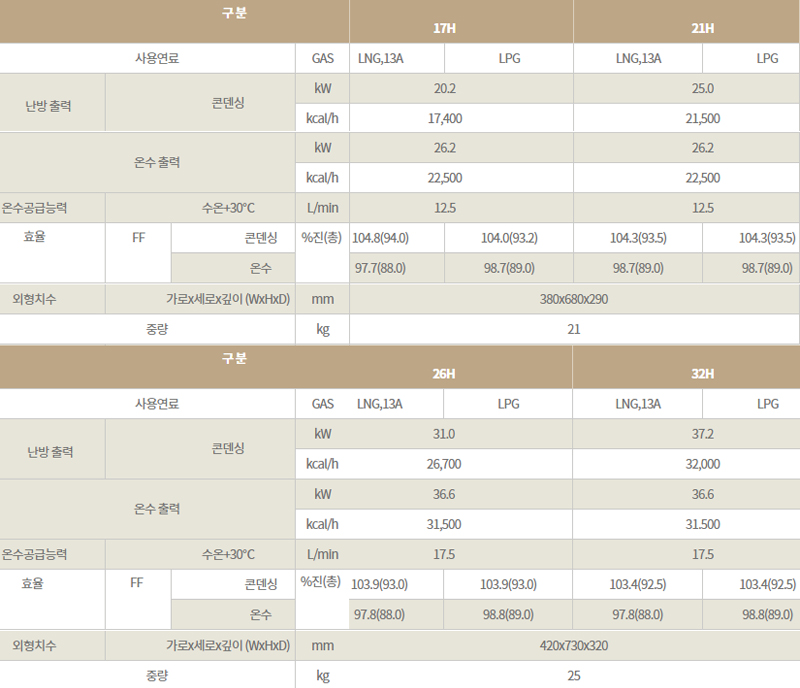 구 분
17H 21H
사용연료 GAS LNG,13A LPG LNG,13A LPG
난방 출력 콘덴싱 kW 20.2 25.0
kcal/h 17,400 21,500
온수 출력 kW 26.2 26.2
kcal/h 22,500 22,500
온수공급능력 수온+30℃ L/min 12.5 12.5
효율 FF 콘덴싱 %진(총) 104.8(94.0) 104.0(93.2) 104.3(93.5) 104.3(93.5)
온수 97.7(88.0) 98.7(89.0) 98.7(89.0) 98.7(89.0)
외형치수 가로x세로x깊이 (WxHxD) mm 380x680x290
중량 kg 21
구 분
26H 32H
사용연료 GAS LNG,13A LPG LNG,13A LPG
난방 출력 콘덴싱 kW 31.0 37.2
kcal/h 26,700 32,000
온수 출력 kW 36.6 36.6
kcal/h 31,500 31.500
온수공급능력 수온+30℃ L/min 17.5 17.5
효율 FF 콘덴싱 %진(총) 103.9(93.0) 103.9(93.0) 103.4(92.5) 103.4(92.5)
온수 97.8(88.0) 98.8(89.0) 97.8(88.0) 98.8(89.0)
외형치수 가로x세로x깊이 (WxHxD) mm 420x730x320
중량 kg 25